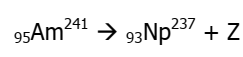 ₉₅Am²⁴¹ → ₉₃Np²³⁷ + Z